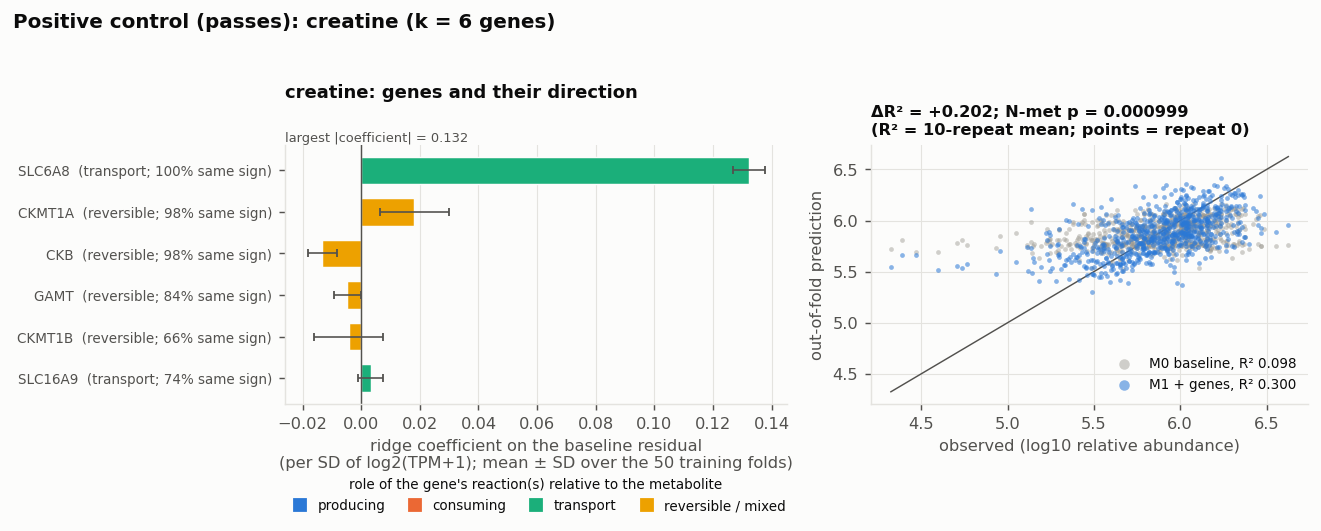 Positive control (passes): creatine (k = 6 genes)
creatine: genes and their direction
largest |coefficient| = 0.132
SLC6A8 (transport; 100% same sign)
CKMT1A (reversible; 98% same sign)
CKB (reversible; 98% same sign)
GAMT (reversible; 84% same sign)
CKMT1B (reversible; 66% same sign)
SLC16A9 (transport; 74% same sign)
−0.02 0.00 0.02 0.04 0.06 0.08 0.10 0.12 0.14
ridge coefficient on the baseline residual
(per SD of log2(TPM+1); mean ± SD over the 50 training folds)
role of the gene's reaction(s) relative to the metabolite
producing consuming transport reversible / mixed
ΔR² = +0.202; N-met p = 0.000999
(R² = 10-repeat mean; points = repeat 0)
out-of-fold prediction
6.5
6.0
5.5
5.0
4.5
M0 baseline, R² 0.098
M1 + genes, R² 0.300
4.5 5.0 5.5 6.0 6.5
observed (log10 relative abundance)